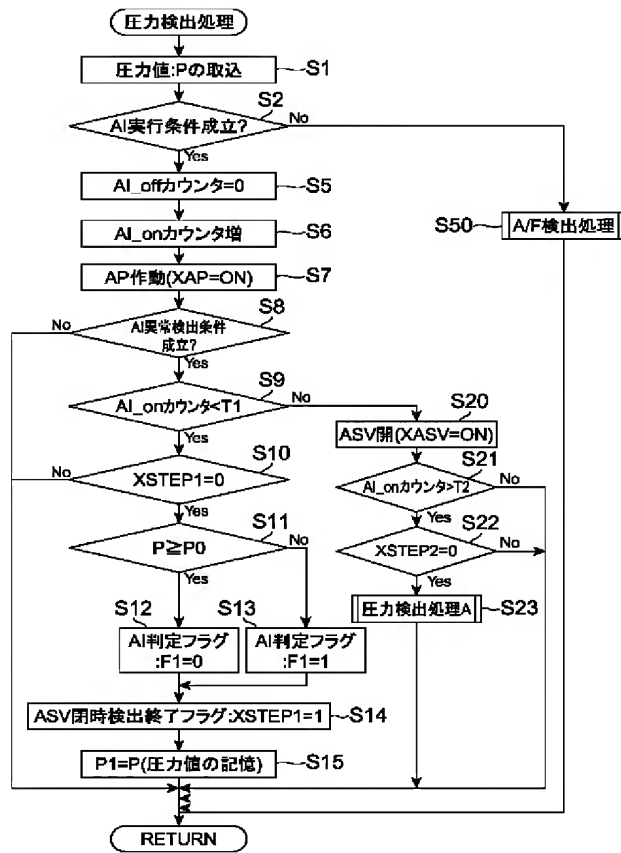 圧力検出処理
圧力値:Pの取込
S1
S2
AI実行条件成立?
No
Yes
AI_offカウンタ=0
S5
AI_onカウンタ増
S6
S50
A/F検出処理
AP作動(XAP=ON)
S7
S8
No
AI異常検出条件
成立?
Yes
S9
AI_onカウンタ<T1
No
Yes
S20
ASV開(XASV=ON)
S10
No
XSTEP1=0
Yes
S21
AI_onカウンタ>T2
No
Yes
S11
P≧P0
No
Yes
S22
XSTEP2=0
No
Yes
圧力検出処理A
S23
S12
AI判定フラグ
:F1=0
S13
AI判定フラグ
:F1=1
ASV閉時検出終了フラグ:XSTEP1=1
S14
P1=P(圧力値の記憶)
S15
RETURN